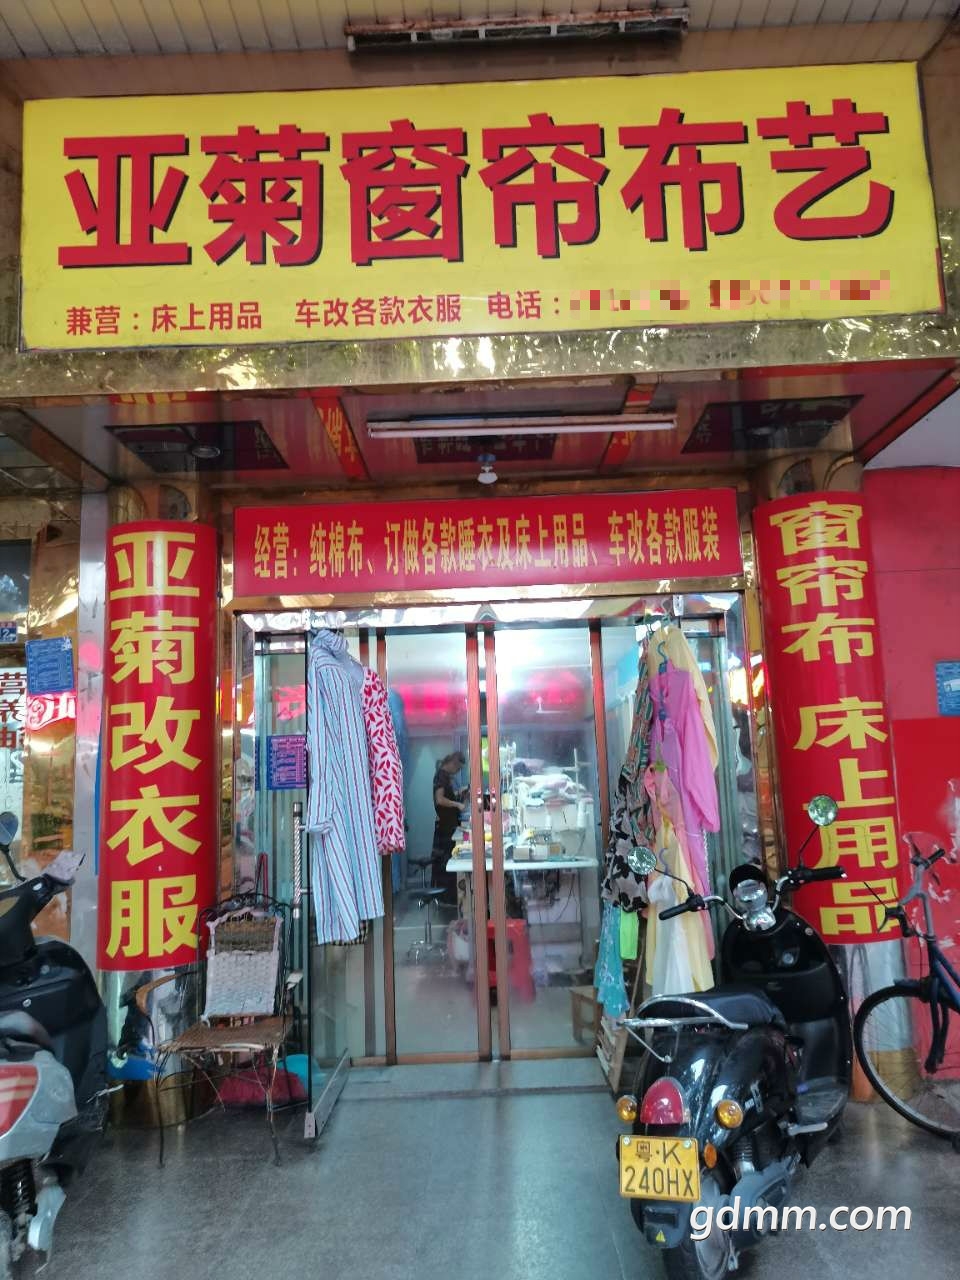 亚菊窗帘布艺
兼营：床上用品 车改各款衣服 电话：
经营：纯棉布、订做各款睡衣及床上用品、车改各款服装
亚菊改衣服
窗帘布 床上用品
·K
240HX
gdmm.com